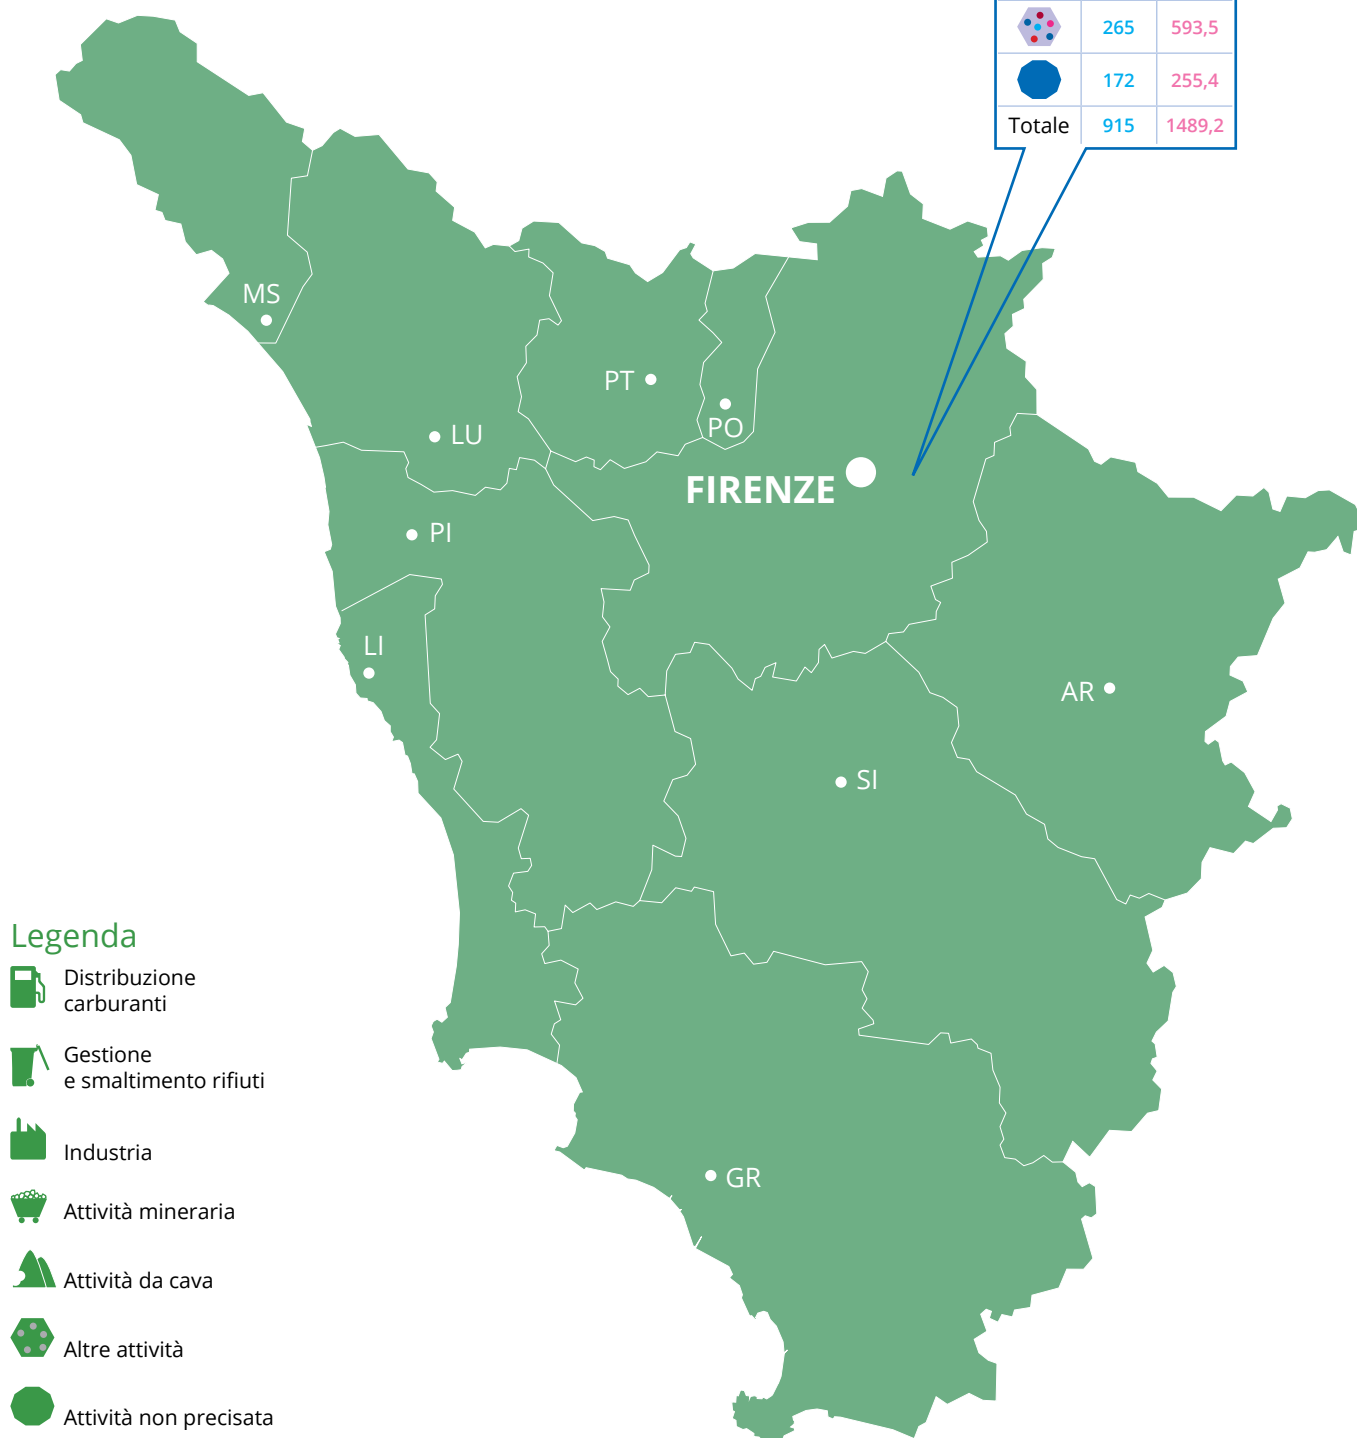 265 593,5
172 255,4
Totale 915 1489,2
MS
PT
PO
LU
FIRENZE
PI
LI
AR
SI
GR
Legenda
Distribuzione
carburanti
Gestione
e smaltimento rifiuti
Industria
Attività mineraria
Attività da cava
Altre attività
Attività non precisata